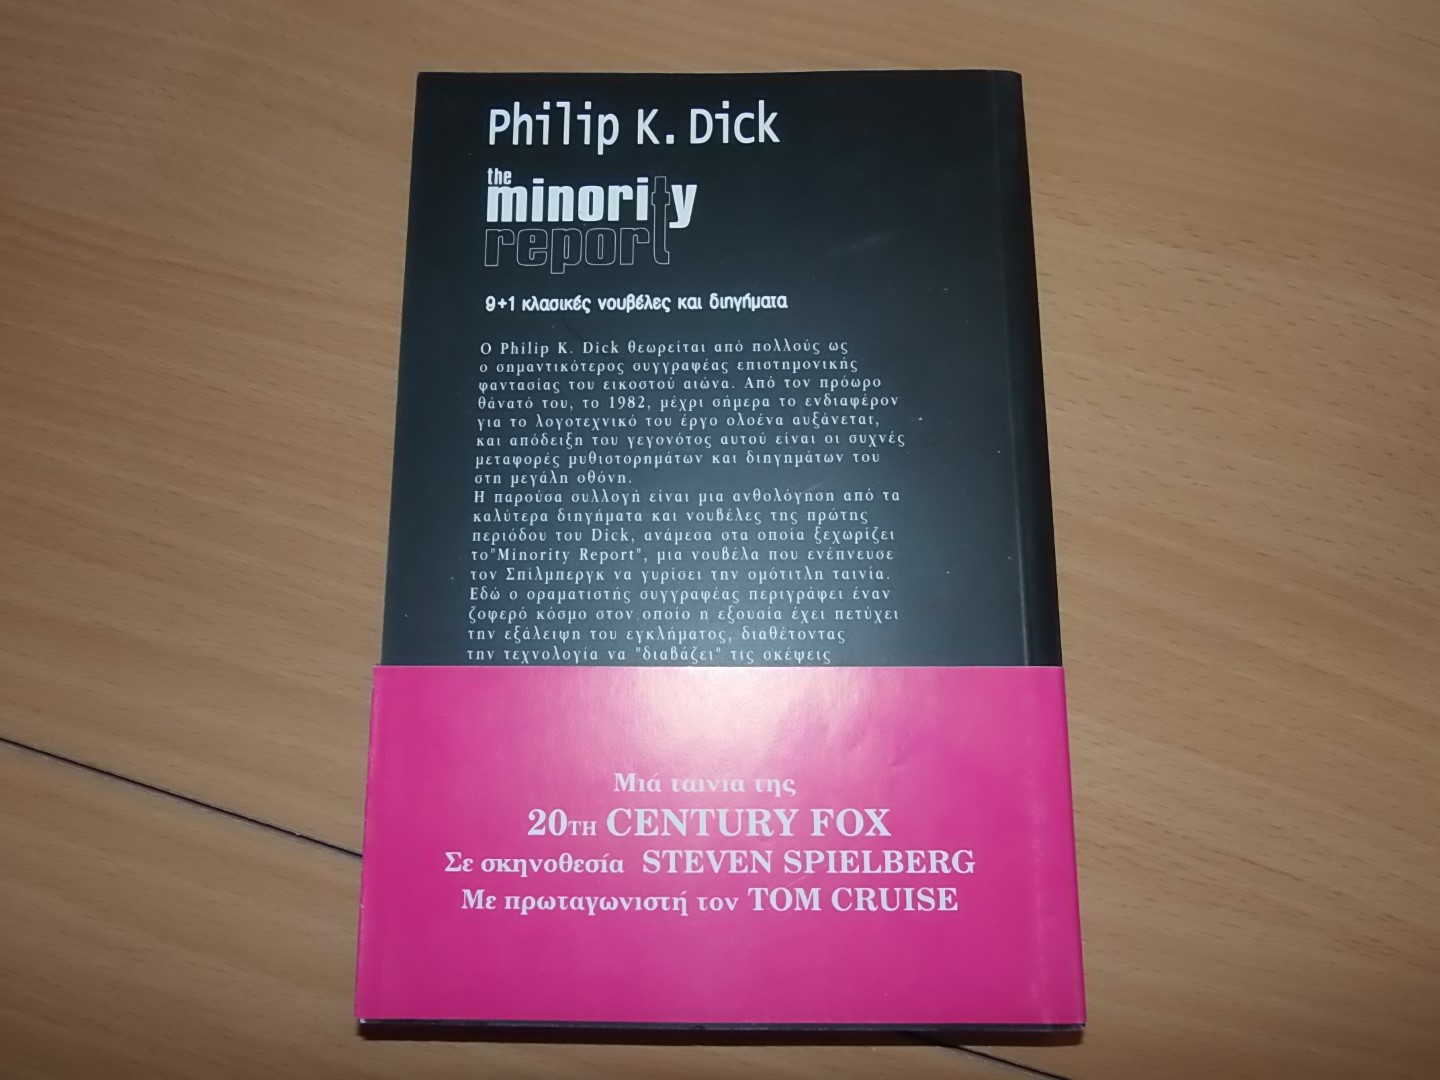 Philip K. Dick
the
minority
report
9+1 κλασικές νουβέλες και διηγήματα
Ο Philip K. Dick θεωρείται από πολλούς ως
ο σημαντικότερος συγγραφέας επιστημονικής
φαντασίας του εικοστού αιώνα. Από τον πρόωρο
θάνατό του, το 1982, μέχρι σήμερα το ενδιαφέρον
για το λογοτεχνικό του έργο ολοένα αυξάνεται,
και απόδειξη του γεγονότος αυτού είναι οι συχνές
μεταφορές μυθιστορημάτων και διηγημάτων του
στη μεγάλη οθόνη.
Η παρούσα συλλογή είναι μια ανθολόγηση από τα
καλύτερα διηγήματα και νουβέλες της πρώτης
περιόδου του Dick, ανάμεσα στα οποία ξεχωρίζει
το"Minority Report", μια νουβέλα που ενέπνευσε
τον Σπίλμπεργκ να γυρίσει την ομότιτλη ταινία.
Εδώ ο οραματιστής συγγραφέας περιγράφει έναν
ζοφερό κόσμο στον οποίο η εξουσία έχει πετύχει
την εξάλειψη του εγκλήματος, διαθέτοντας
την τεχνολογία να "διαβάζει" τις σκέψεις
Μιά ταινία της
20TH CENTURY FOX
Σε σκηνοθεσία STEVEN SPIELBERG
Με πρωταγωνιστή τον TOM CRUISE